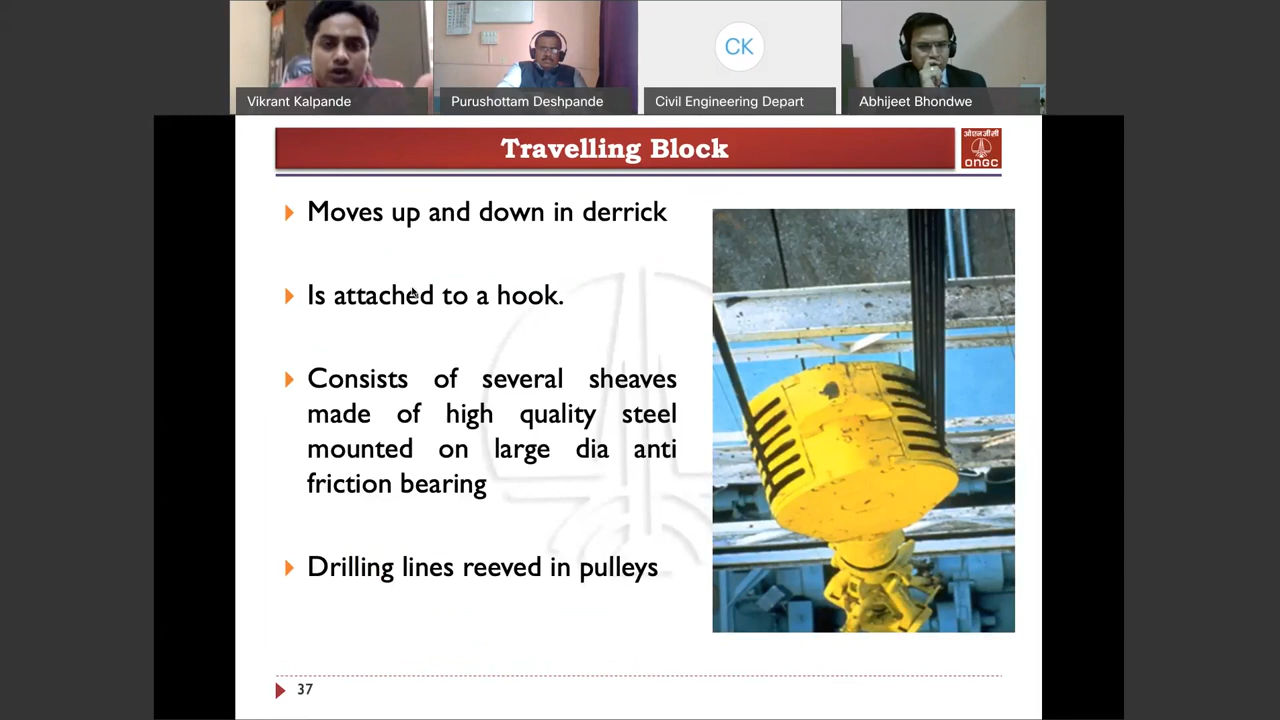 CK
Vikrant Kalpande
Purushottam Deshpande
Civil Engineering Depart
Abhijeet Bhondwe
Travelling Block
ओएनजीसी
ONGC
Moves up and down in derrick
Is attached to a hook.
Consists of several sheaves
made of high quality steel
mounted on large dia anti
friction bearing
Drilling lines reeved in pulleys
37